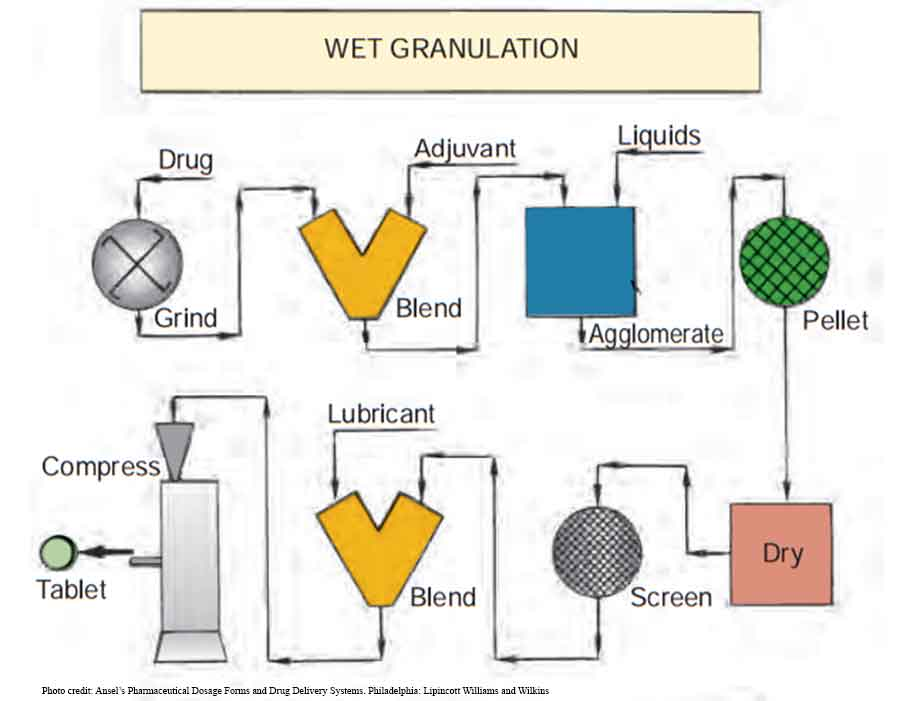 WET GRANULATION
Drug
Adjuvant
Liquids
Grind
Blend
Agglomerate
Pellet
Lubricant
Compress
Dry
Tablet
Blend
Screen
Photo credit: Ansel's Pharmaceutical Dosage Forms and Drug Delivery Systems. Philadelphia: Lipincott Williams and Wilkins